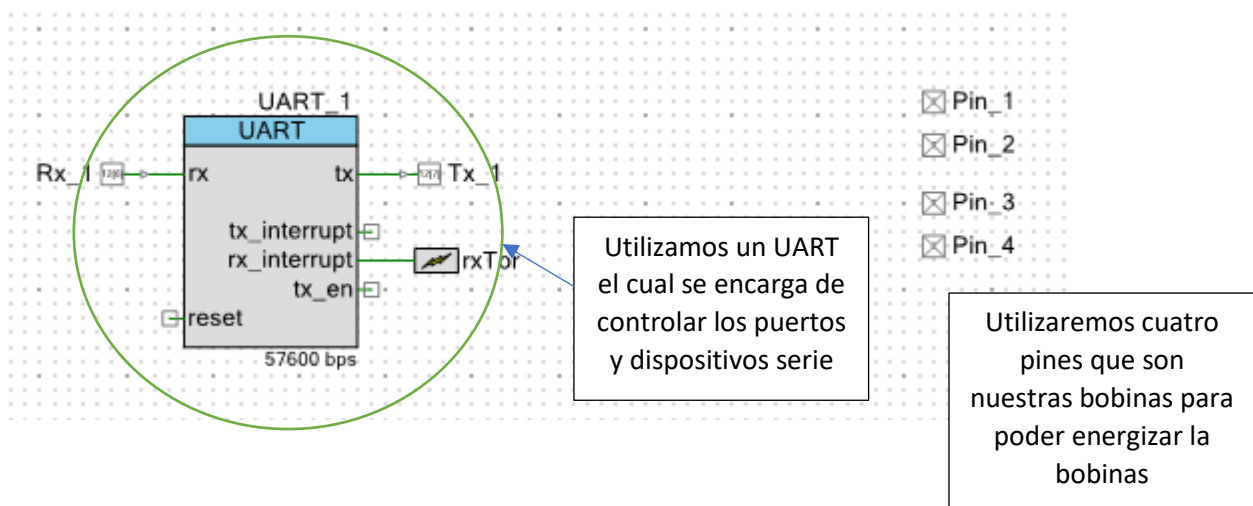 UART_1
UART
Rx_1
rx
tx
Tx_1
tx_interrupt
rx_interrupt
tx_en
reset
57600 bps
Utilizamos un UART
el cual se encarga de
controlar los puertos
y dispositivos serie
Pin_1
Pin_2
Pin_3
Pin_4
Utilizaremos cuatro
pines que son
nuestras bobinas para
poder energizar la
bobinas